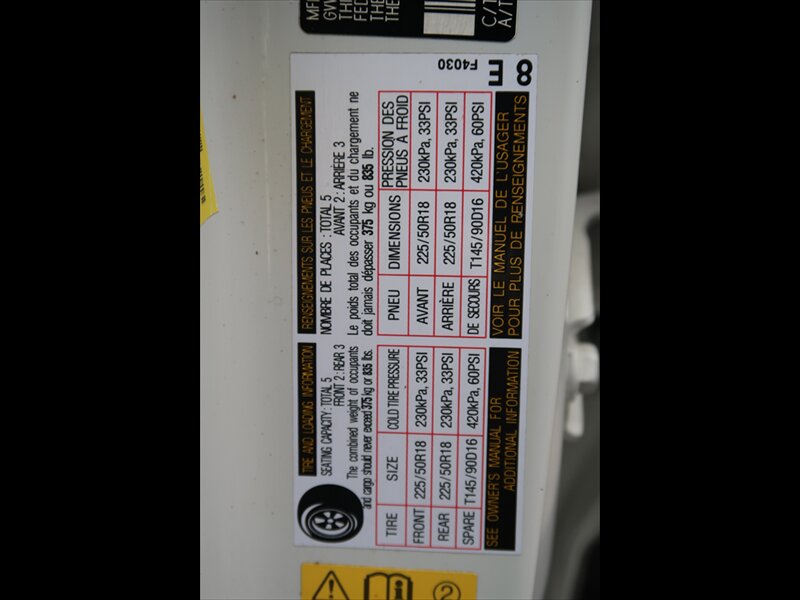 TIRE AND LOADING INFORMATION
SEATING CAPACITY : TOTAL 5
FRONT 2 : REAR 3
The combined weight of occupants
and cargo should never exceed 375 kg or 835 lbs.
TIRE SIZE COLD TIRE PRESSURE
FRONT 225/50R18 230kPa, 33PSI
REAR 225/50R18 230kPa, 33PSI
SPARE T145/90D16 420kPa, 60PSI
SEE OWNER'S MANUAL FOR
ADDITIONAL INFORMATION
RENSEIGNEMENTS SUR LES PNEUS ET LE CHARGEMENT
NOMBRE DE PLACES : TOTAL 5
AVANT 2 : ARRIÈRE 3
Le poids total des occupants et du chargement ne
doit jamais dépasser 375 kg ou 835 lb.
PNEU DIMENSIONS PRESSION DES
PNEUS À FROID
AVANT 225/50R18 230kPa, 33PSI
ARRIÈRE 225/50R18 230kPa, 33PSI
DE SECOURS T145/90D16 420kPa, 60PSI
VOIR LE MANUEL DE L'USAGER
POUR PLUS DE RENSEIGNEMENTS
F4030
8E
GVW
FED
THE
THE
C/T
A/T